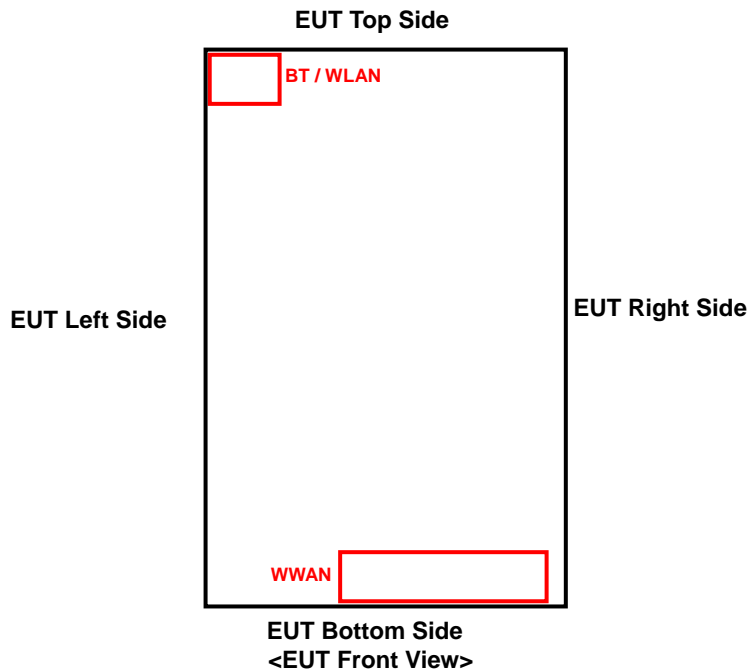 EUT Top Side
BT / WLAN
EUT Left Side
EUT Right Side
WWAN
EUT Bottom Side
<EUT Front View>